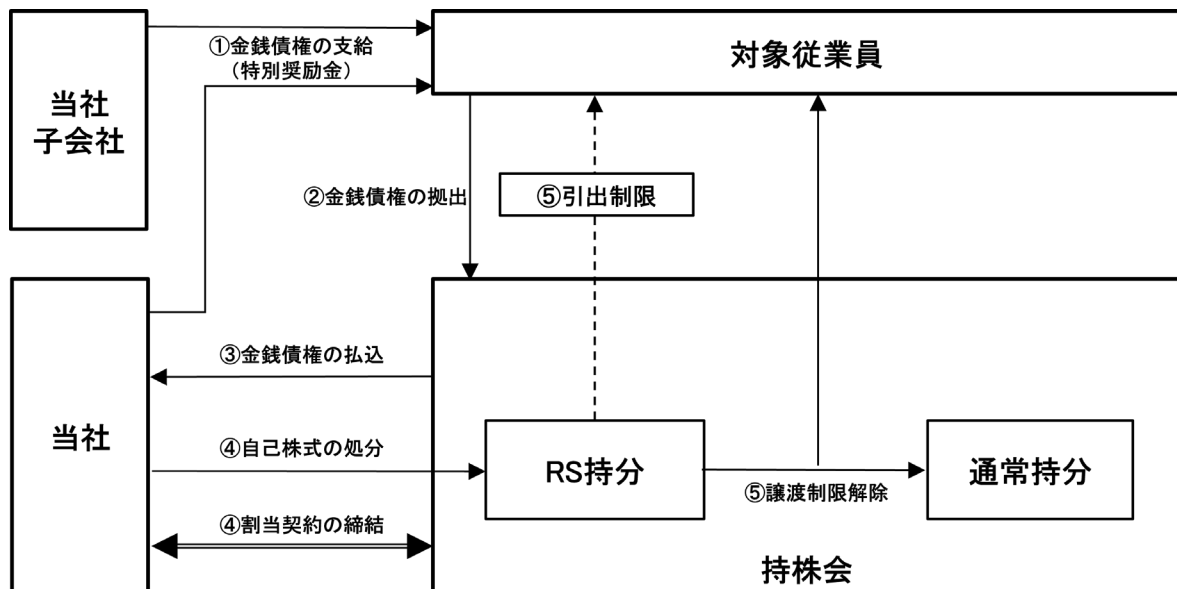 ①金銭債権の支給
(特別奨励金)
対象従業員
当社
子会社
②金銭債権の拠出
⑤引出制限
③金銭債権の払込
当社
④自己株式の処分
RS持分
⑤譲渡制限解除
通常持分
④割当契約の締結
持株会